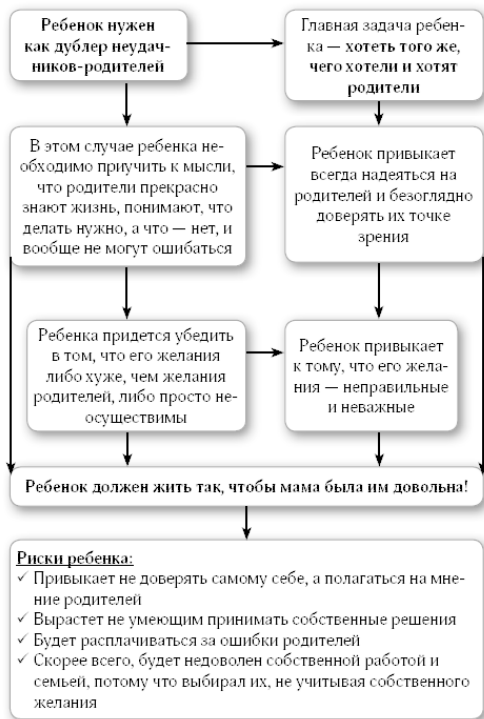 Ребенок нужен
как дублер неудач-
ников-родителей
Главная задача ребен-
ка — хотеть того же,
чего хотели и хотят
родители
В этом случае ребенка не-
обходимо приучить к мысли,
что родители прекрасно
знают жизнь, понимают, что
делать нужно, а что — нет, и
вообще не могут ошибаться
Ребенок привыкает
всегда надеяться на
родителей и безоглядно
доверять их точке
зрения
Ребенка придется убедить
в том, что его желания
либо хуже, чем желания
родителей, либо просто не-
осуществимы
Ребенок привыкает
к тому, что его жела-
ния — неправильные
и неважные
Ребенок должен жить так, чтобы мама была им довольна!
Риски ребенка:
✓ Привыкает не доверять самому себе, а полагаться на мне-
ние родителей
✓ Вырастет не умеющим принимать собственные решения
✓ Будет расплачиваться за ошибки родителей
✓ Скорее всего, будет недоволен собственной работой и
семьей, потому что выбирал их, не учитывая собственного
желания